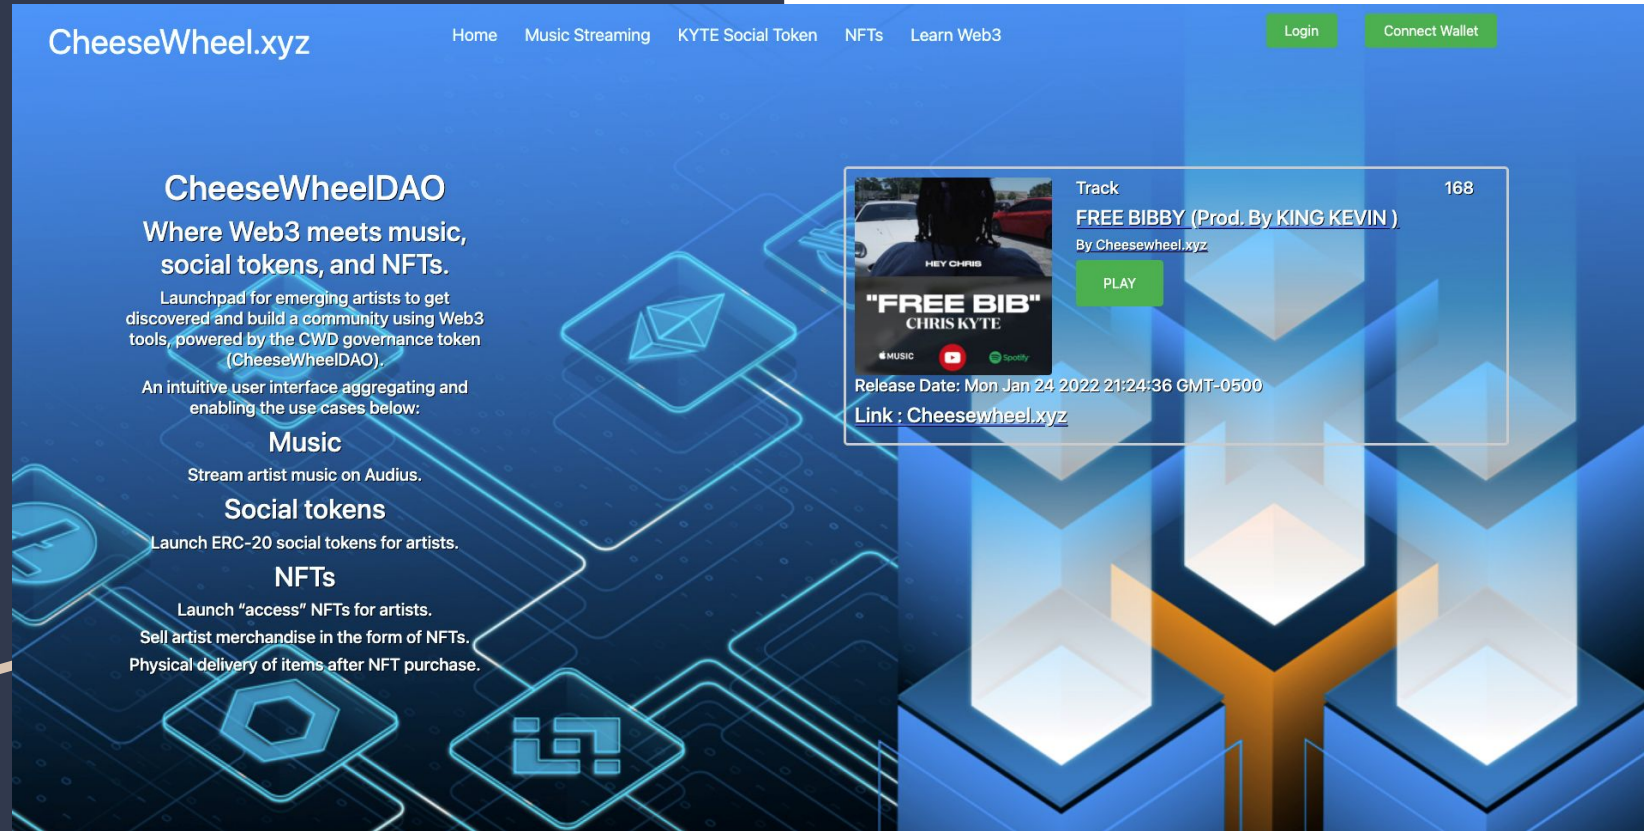 CheeseWheel.xyz
Home Music Streaming KYTE Social Token NFTs Learn Web3
Login Connect Wallet
CheeseWheelDAO
Where Web3 meets music,
social tokens, and NFTs.
Launchpad for emerging artists to get
discovered and build a community using Web3
tools, powered by the CWD governance token
(CheeseWheelDAO).
An intuitive user interface aggregating and
enabling the use cases below:
Music
Stream artist music on Audius.
Social tokens
Launch ERC-20 social tokens for artists.
NFTs
Launch “access” NFTs for artists.
Sell artist merchandise in the form of NFTs.
Physical delivery of items after NFT purchase.
HEY CHRIS
"FREE BIB"
CHRIS KYTE
MUSIC
Spotify
Track 168
FREE BIBBY (Prod. By KING KEVIN )
By Cheesewheel.xyz
PLAY
Release Date: Mon Jan 24 2022 21:24:36 GMT-0500
Link : Cheesewheel.xyz